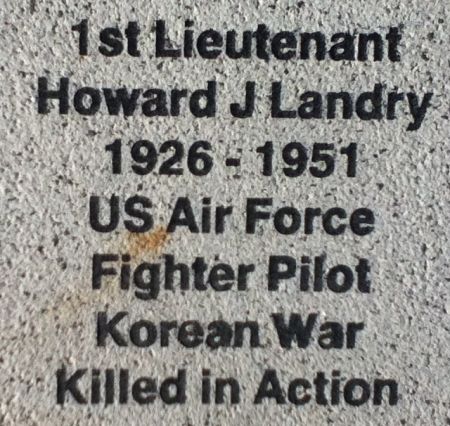 1st Lieutenant
Howard J Landry
1926 - 1951
US Air Force
Fighter Pilot
Korean War
Killed in Action